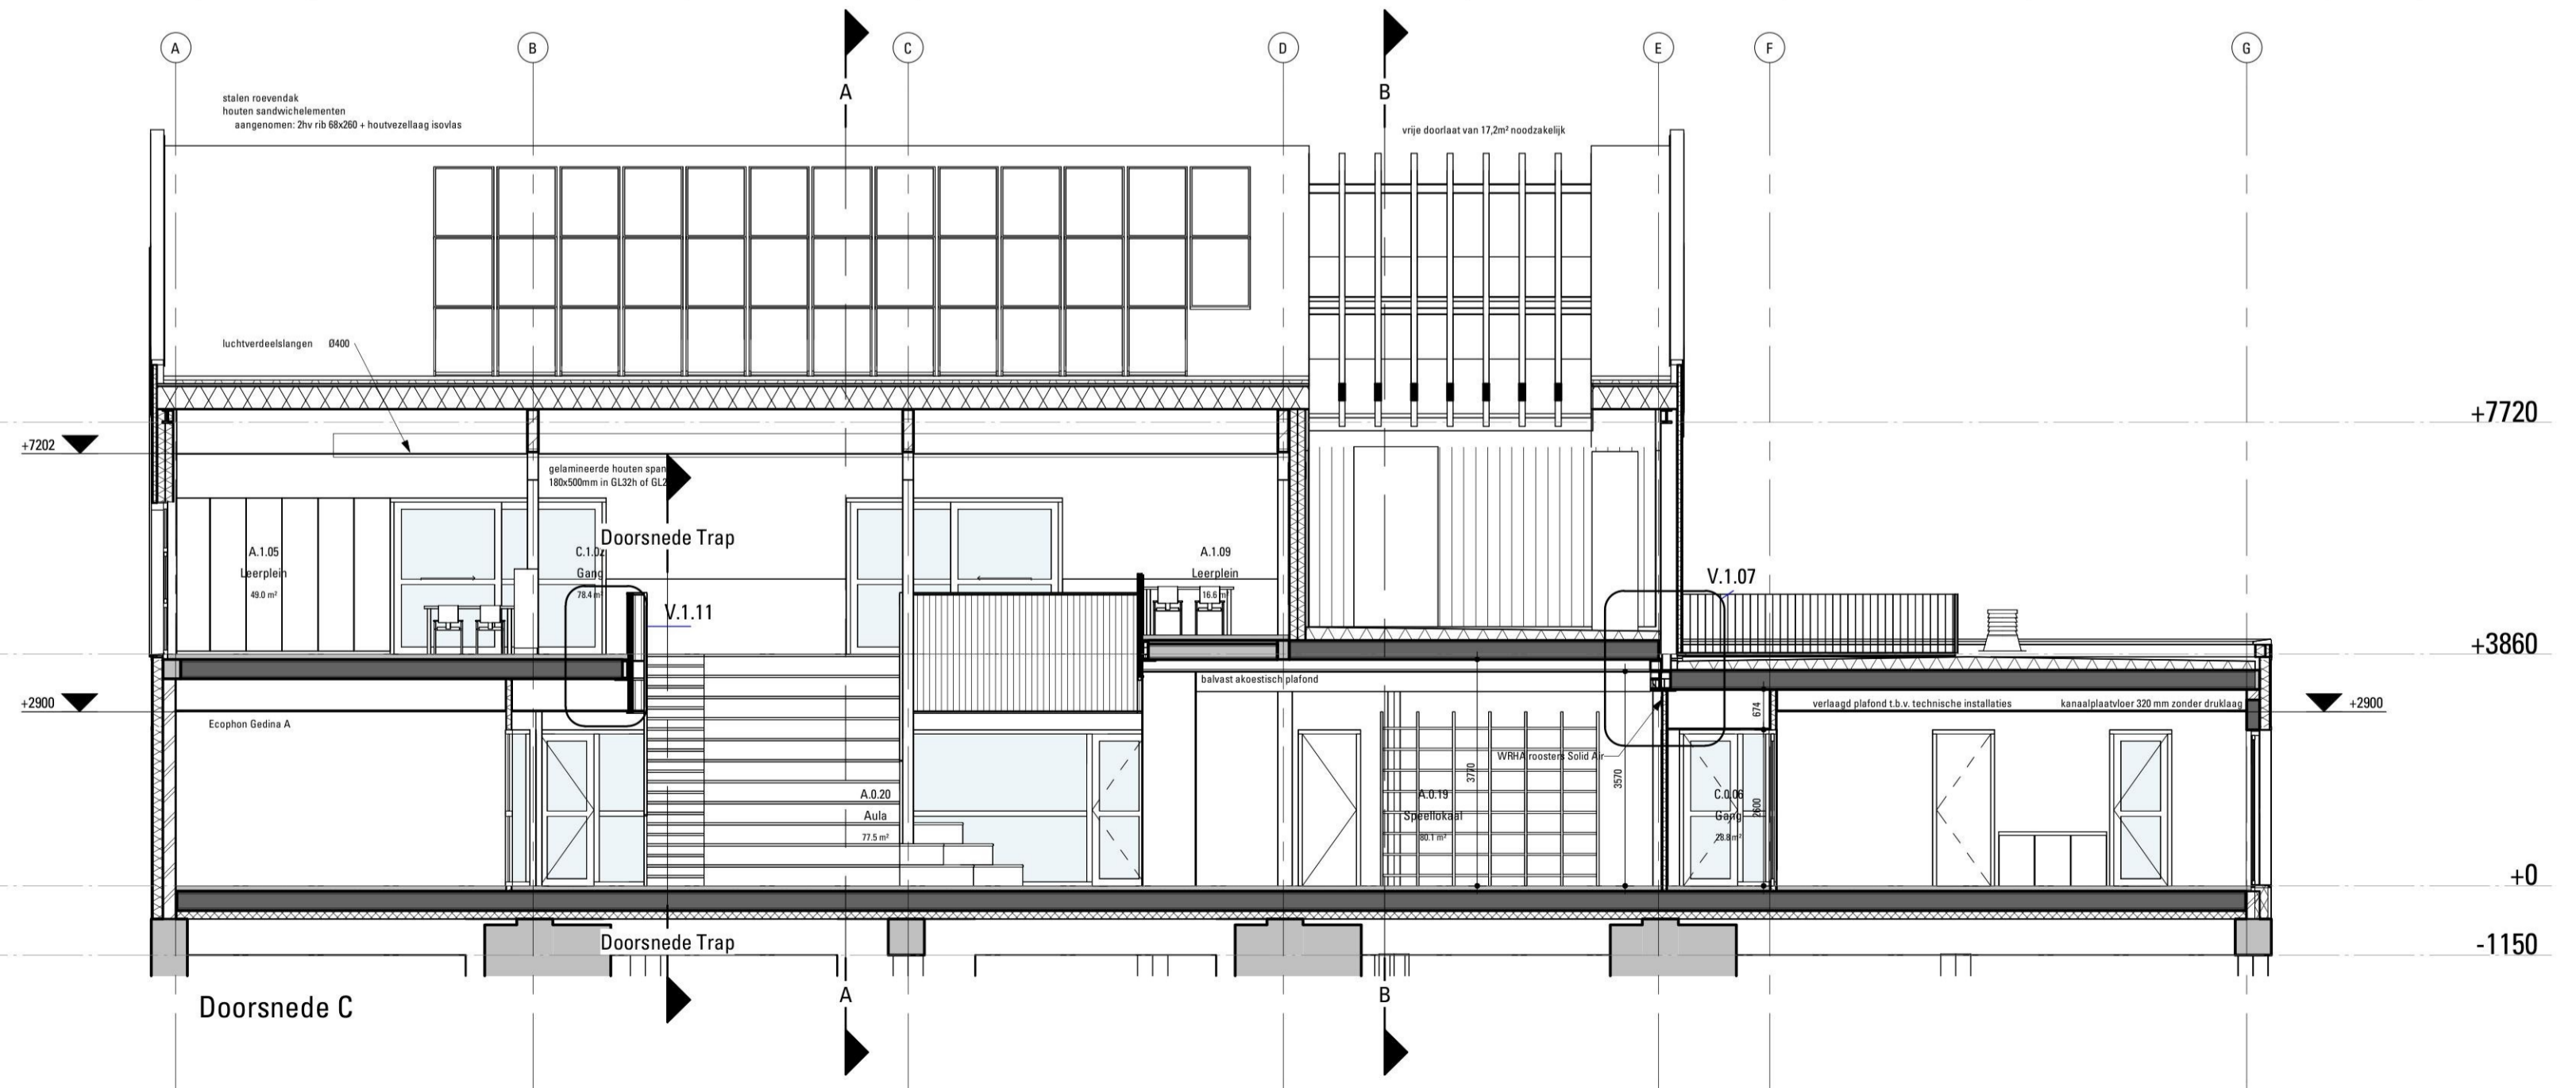 A
B
C
D
E
F
G
A
B
stalen roevendak
houten sandwichelementen
aangenomen: 2hv rib 68x260 + houtvezellaag isovlas
vrije doorlaat van 17,2m² noodzakelijk
luchtverdeelslangen Ø400
+7720
+7202
gelamineerde houten span
180x500mm in GL32h of GL2
Doorsnede Trap
A.1.05
Leerplein
49.0 m²
C.1.0
Gang
78.4 m²
A.1.09
Leerplein
16.6 m
V.1.11
V.1.07
+3860
balvast akoestisch plafond
+2900
Ecophon Gedina A
verlaagd plafond t.b.v. technische installaties
kanaalplaatvloer 320 mm zonder druklaag
+2900
674
WRHA roosters Solid Air
3770
3570
2600
A.0.20
Aula
77.5 m²
A.0.19
Speellokaal
80.1 m²
C.0.06
Gang
+0
Doorsnede Trap
-1150
A
B
Doorsnede C